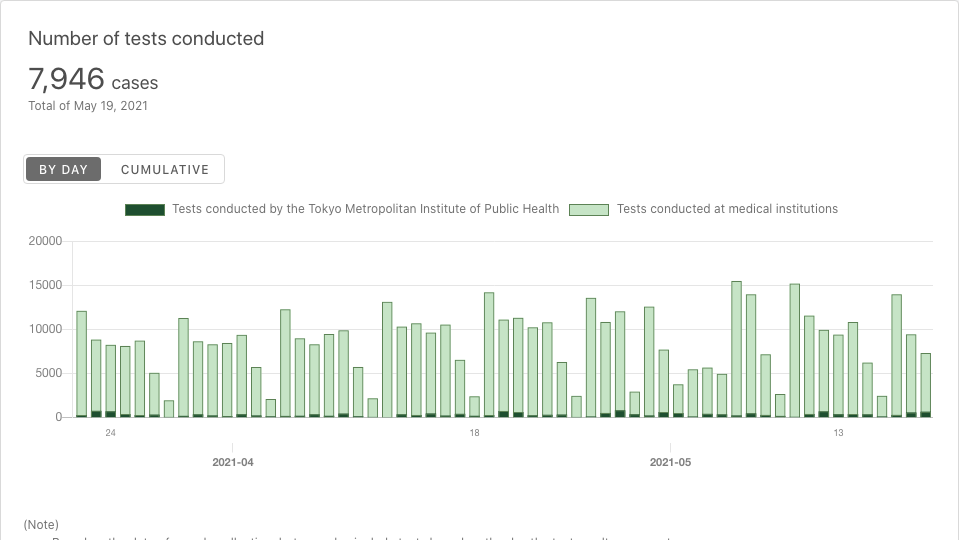 Number of tests conducted
7,946 cases
Total of May 19, 2021
BY DAY CUMULATIVE
Tests conducted by the Tokyo Metropolitan Institute of Public Health Tests conducted at medical institutions
20000
15000
10000
5000
0
24 18 13
2021-04 2021-05
(Note)